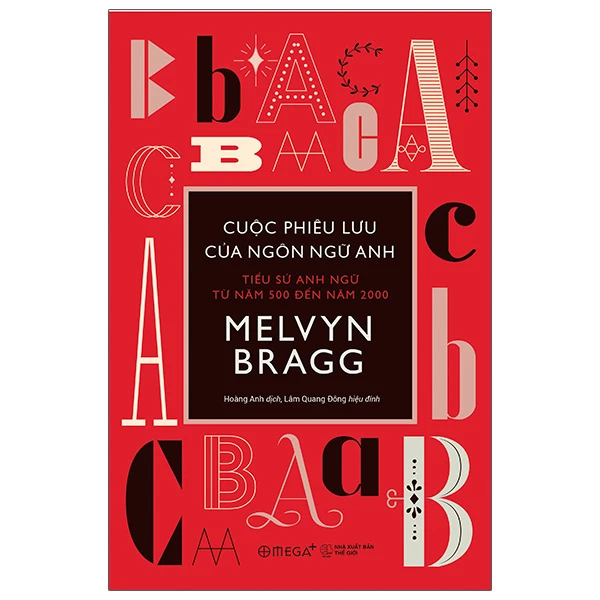 B b A C A
C B A A c
CUỘC PHIÊU LƯU
CỦA NGÔN NGỮ ANH
TIỂU SỬ ANH NGỮ
TỪ NĂM 500 ĐẾN NĂM 2000
MELVYN
BRAGG
Hoàng Anh dịch, Lâm Quang Đông hiệu đính
A c
b
C B A a B
AA
OMEGA+
NHÀ XUẤT BẢN
THẾ GIỚI